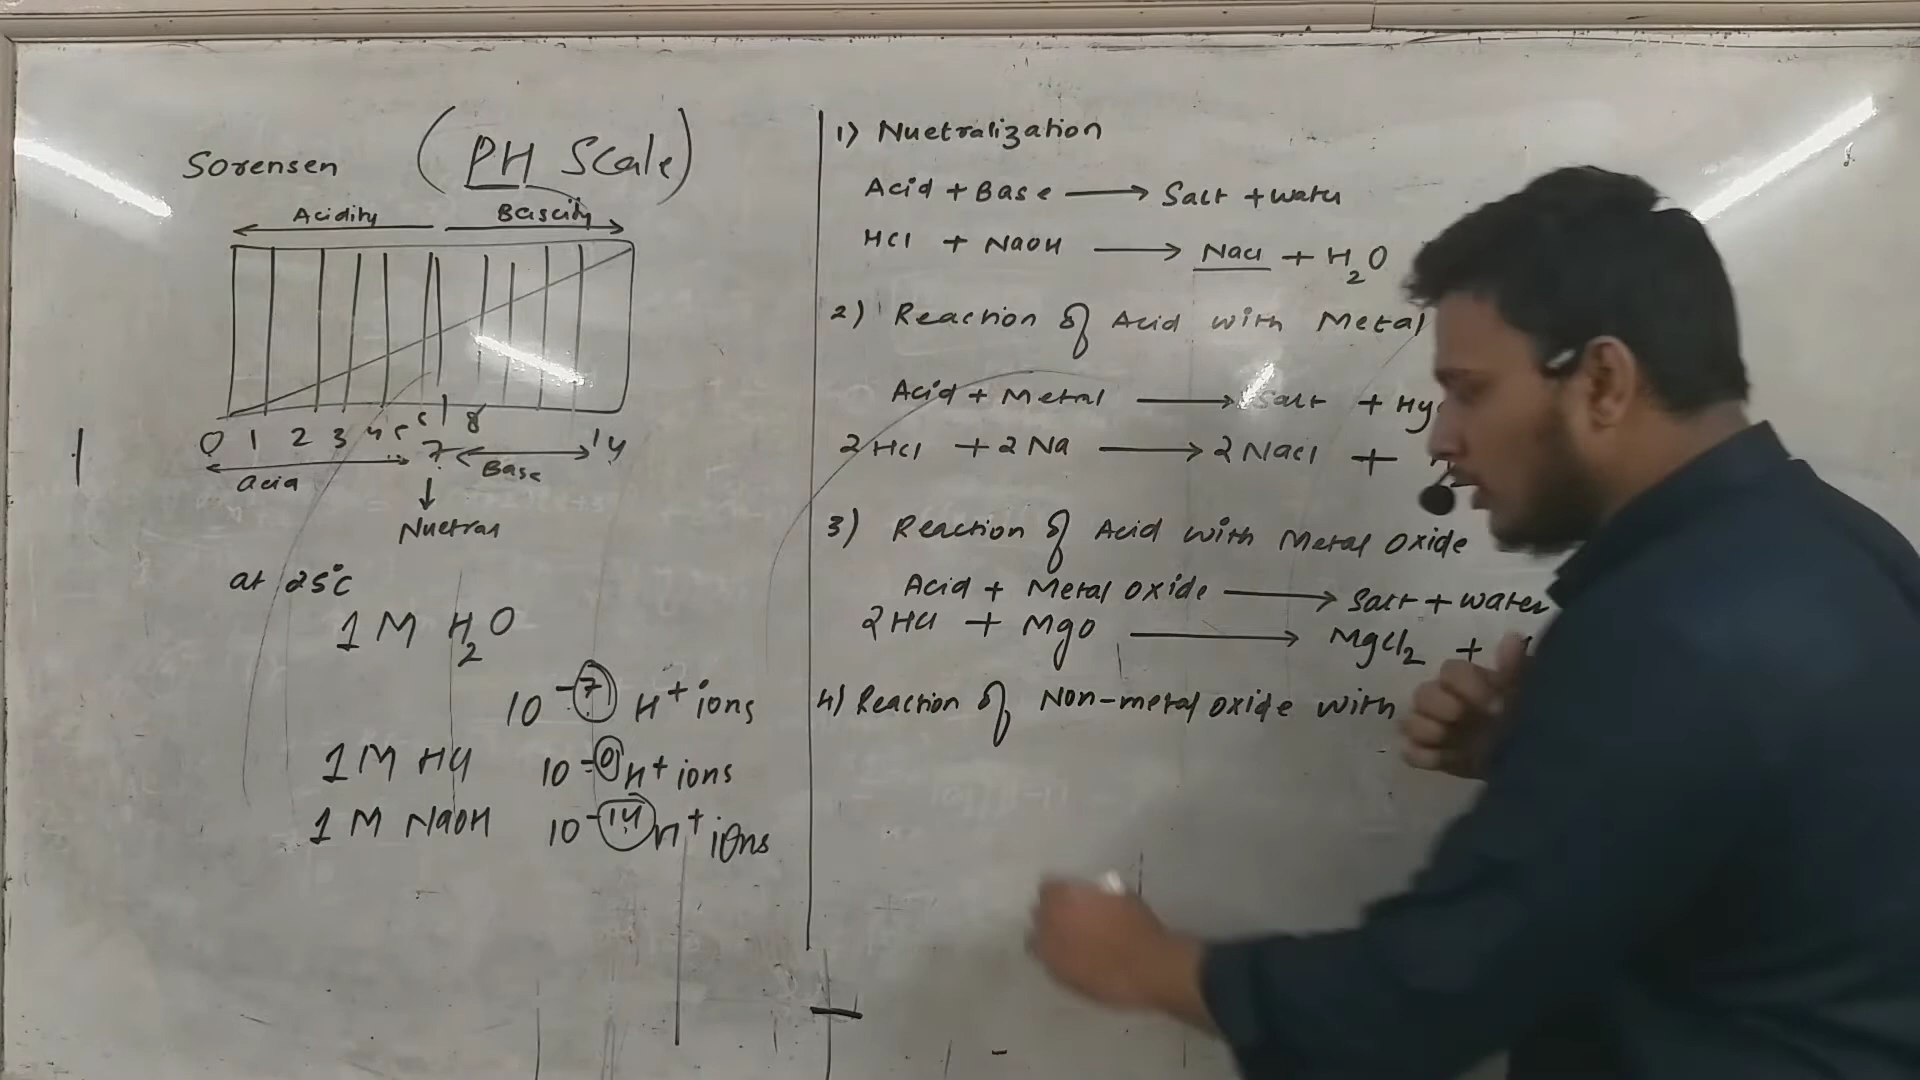 Sorensen (PH Scale)
Acidity Bascity
0 1 2 3 4 5 6 7 8 14
acid Base
Nuetral
at 25°C
1 M H₂O
10⁻⁷ H⁺ ions
1 M HCl 10⁻⁰ H⁺ ions
1 M NaOH 10⁻¹⁴ H⁺ ions
1) Nuetralization
Acid + Base → Salt + water
HCl + NaOH → NaCl + H₂O
2) Reaction of Acid with Metal
Acid + Metal → Salt + Hy
2HCl + 2Na → 2NaCl +
3) Reaction of Acid with Metal Oxide
Acid + Metal oxide → Salt + water
2HCl + MgO → MgCl₂ +
4) Reaction of Non-metal oxide with